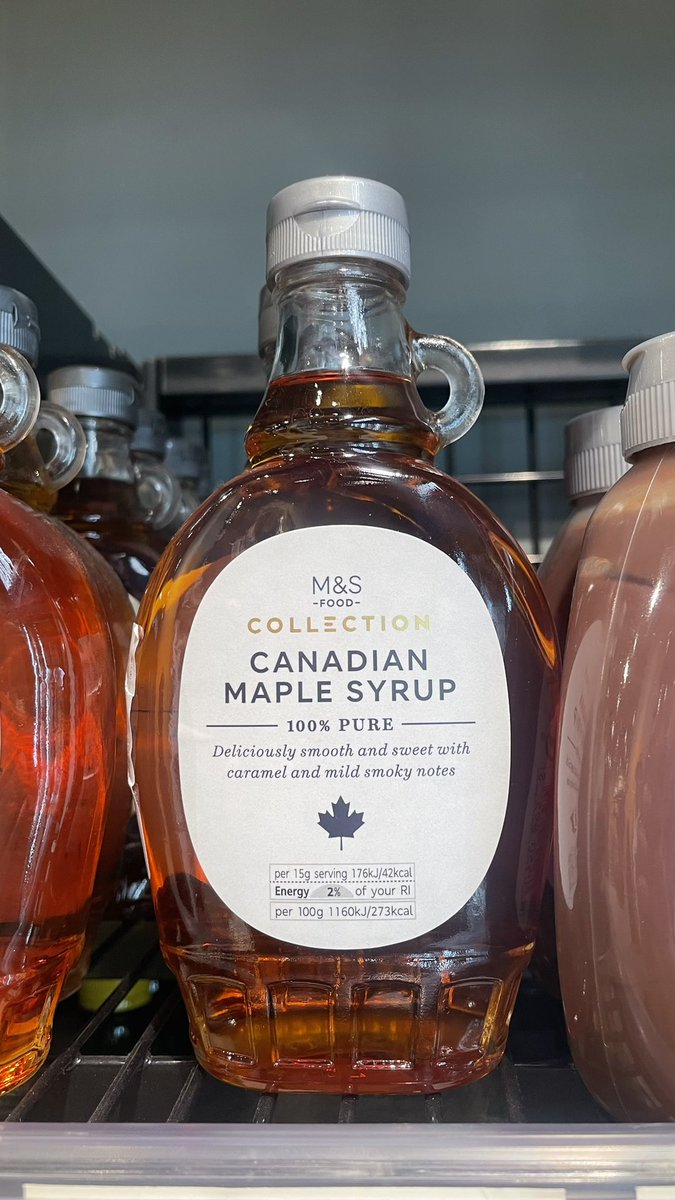 M&S
-FOOD-
COLLECTION
CANADIAN
MAPLE SYRUP
100% PURE
Deliciously smooth and sweet with
caramel and mild smoky notes
per 15g serving 176kJ/42kcal
Energy 2% of your RI
per 100g 1160kJ/273kcal